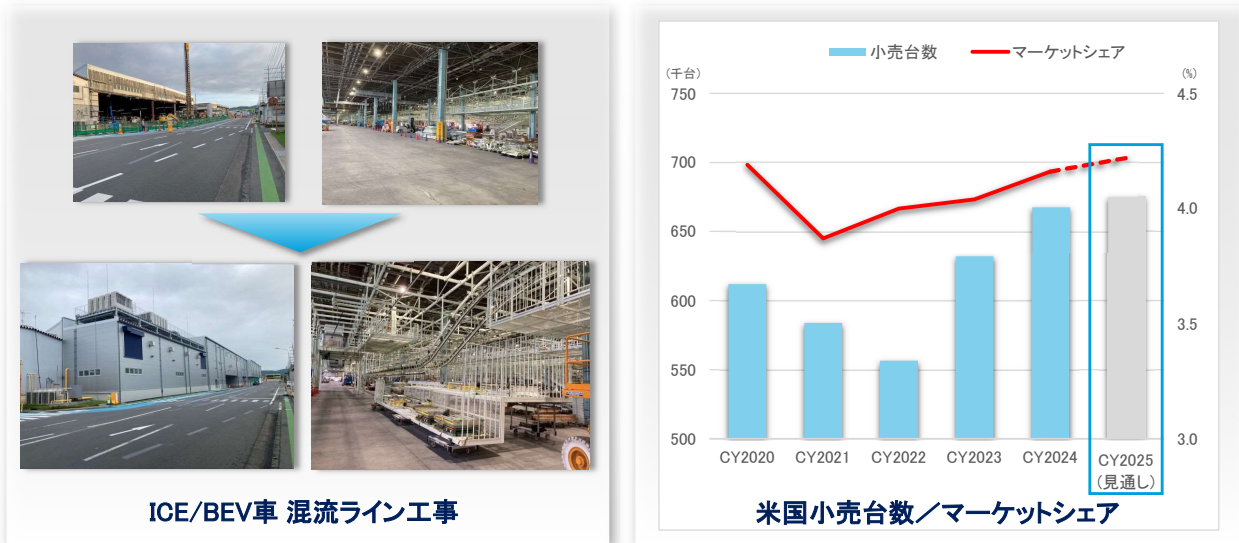 ICE/BEV車 混流ライン工事
小売台数
マーケットシェア
(千台)
(%)
750
700
650
600
550
500
4.5
4.0
3.5
3.0
CY2020
CY2021
CY2022
CY2023
CY2024
CY2025
(見通し)
米国小売台数／マーケットシェア